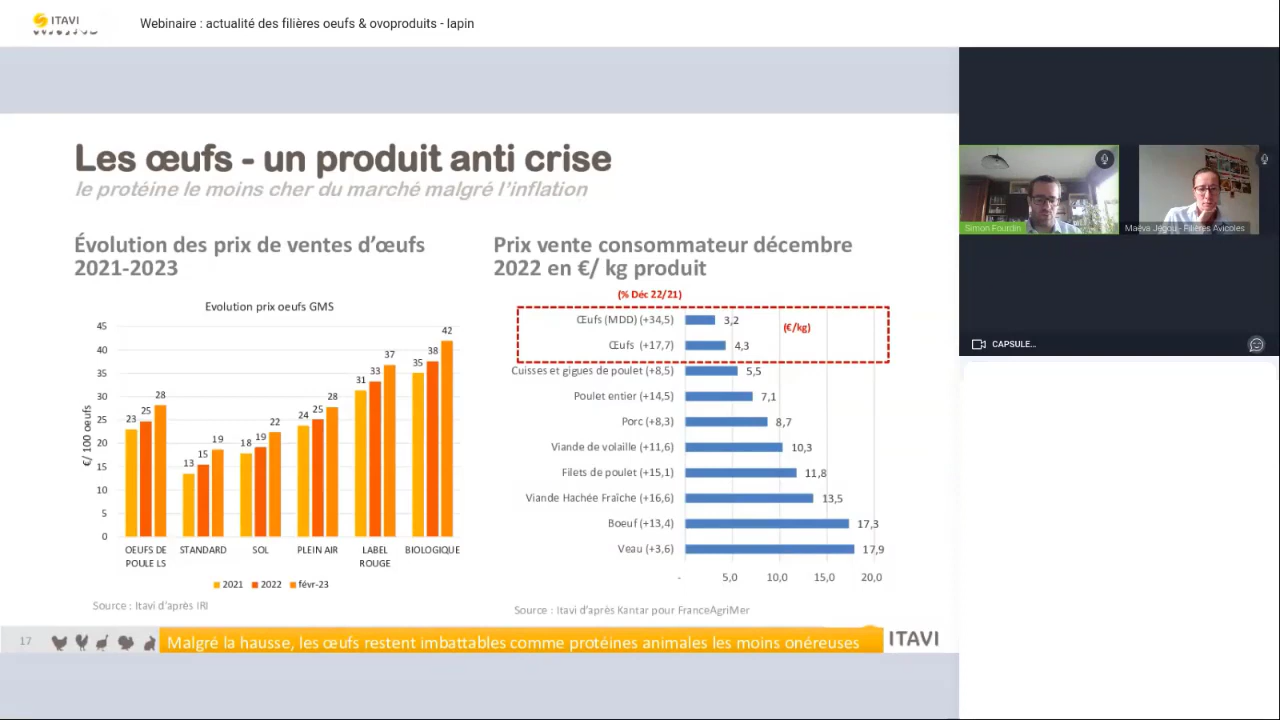 ITAVI
Webinaire : actualité des filières oeufs & ovoproduits - lapin
Les œufs - un produit anti crise
le protéine le moins cher du marché malgré l'inflation
Évolution des prix de ventes d'œufs
2021-2023
Evolution prix oeufs GMS
€/ 100 oeufs
45
40
35
30
25
20
15
10
5
0
23 25 28
13 15 19
18 19 22
24 25 28
31 33 37
35 38 42
OEUFS DE
POULE LS
STANDARD
SOL
PLEIN AIR
LABEL
ROUGE
BIOLOGIQUE
2021 2022 févr-23
Source : Itavi d'après IRI
Prix vente consommateur décembre
2022 en €/ kg produit
(% Déc 22/21)
(€/kg)
Œufs (MDD) (+34,5) 3,2
Œufs (+17,7) 4,3
Cuisses et gigues de poulet (+8,5) 5,5
Poulet entier (+14,5) 7,1
Porc (+8,3) 8,7
Viande de volaille (+11,6) 10,3
Filets de poulet (+15,1) 11,8
Viande Hachée Fraîche (+16,6) 13,5
Boeuf (+13,4) 17,3
Veau (+3,6) 17,9
- 5,0 10,0 15,0 20,0
Source : Itavi d'après Kantar pour FranceAgriMer
17
Malgré la hausse, les œufs restent imbattables comme protéines animales les moins onéreuses
ITAVI
Simon Fourdin
Maëva Jégou - Filières Avicoles
CAPSULE...